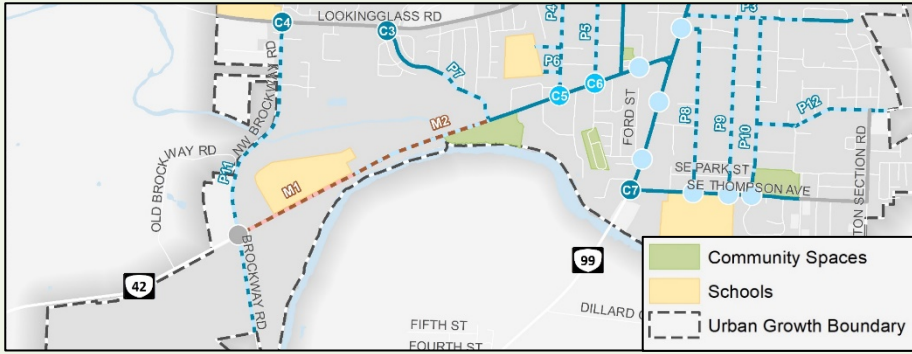 LOOKINGGLASS RD
C4
C3
P4
P5
P3
NW BROCKWAY RD
P7
P6
C5
C6
M2
FORD ST
P8
P9
P10
P12
OLD BROCKWAY RD
P11
M1
SE PARK ST
C7
SE THOMPSON AVE
TON SECTION RD
BROCKWAY RD
42
99
DILLARD
FIFTH ST
FOURTH ST
Community Spaces
Schools
Urban Growth Boundary